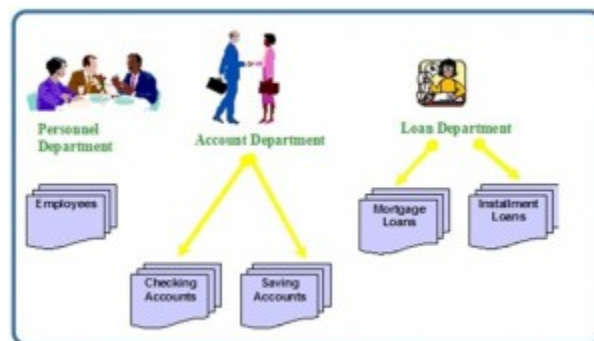 Personnel
Department
Account Department
Loan Department
Employees
Mortgage
Loans
Installment
Loans
Checking
Accounts
Saving
Accounts